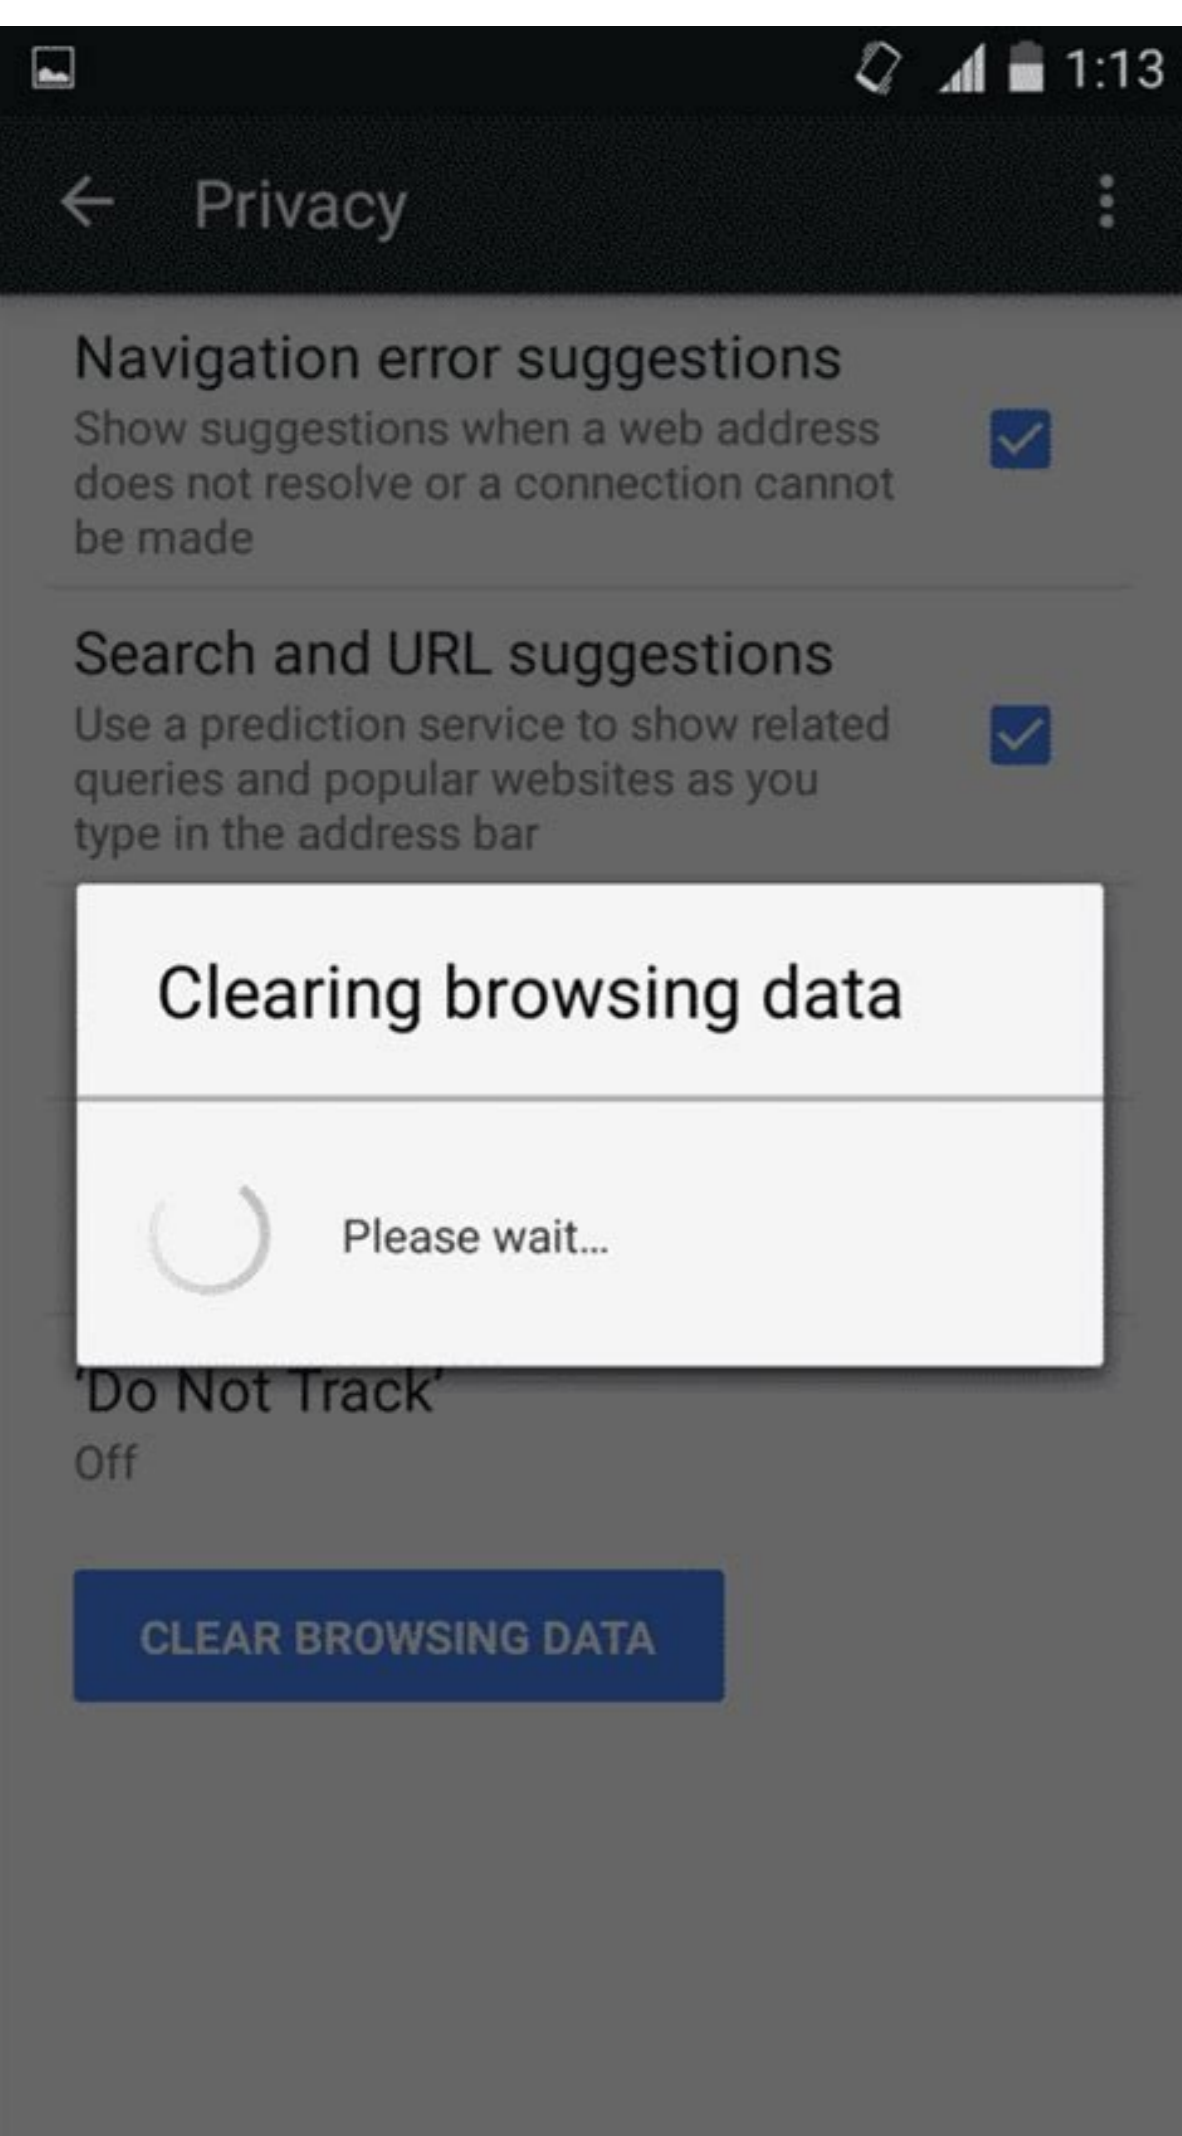 1:13
Privacy
Navigation error suggestions
Show suggestions when a web address
does not resolve or a connection cannot
be made
Search and URL suggestions
Use a prediction service to show related
queries and popular websites as you
type in the address bar
Clearing browsing data
Please wait...
'Do Not Track'
Off
CLEAR BROWSING DATA